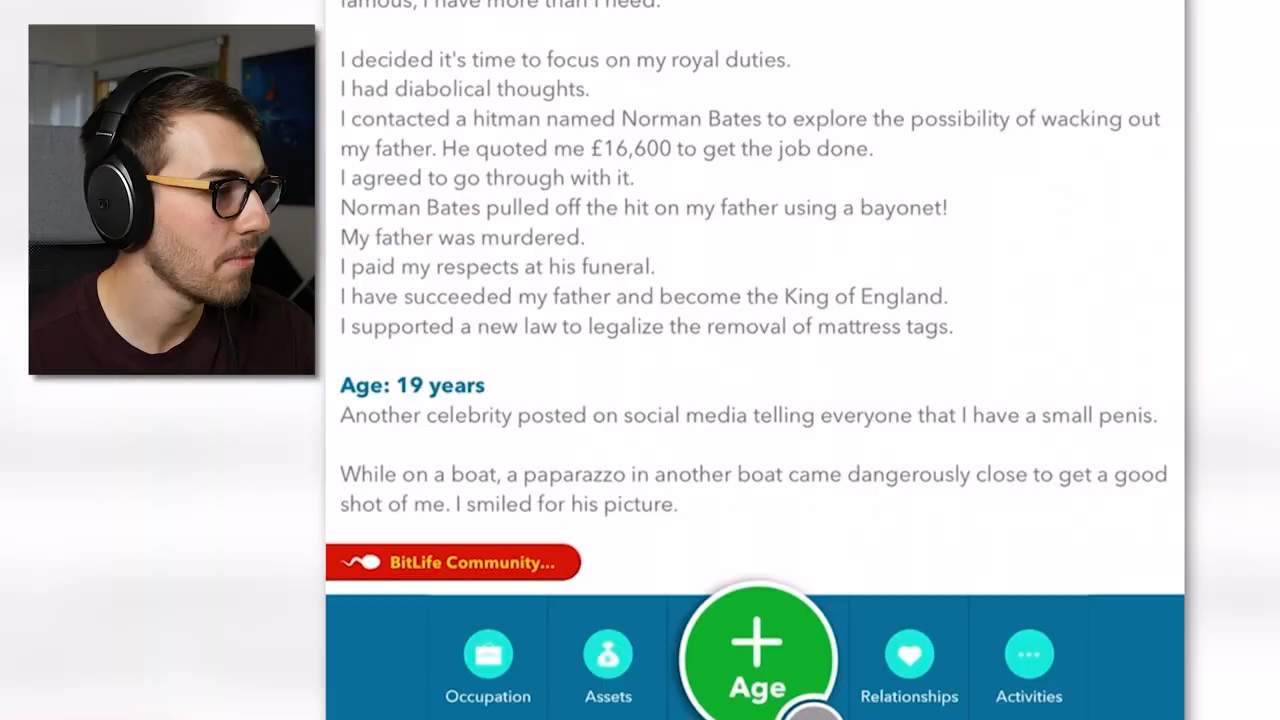 famous, I have more than I need.
I decided it's time to focus on my royal duties.
I had diabolical thoughts.
I contacted a hitman named Norman Bates to explore the possibility of wacking out
my father. He quoted me £16,600 to get the job done.
I agreed to go through with it.
Norman Bates pulled off the hit on my father using a bayonet!
My father was murdered.
I paid my respects at his funeral.
I have succeeded my father and become the King of England.
I supported a new law to legalize the removal of mattress tags.
Age: 19 years
Another celebrity posted on social media telling everyone that I have a small penis.
While on a boat, a paparazzo in another boat came dangerously close to get a good
shot of me. I smiled for his picture.
BitLife Community...
Occupation
Assets
Age
Relationships
Activities